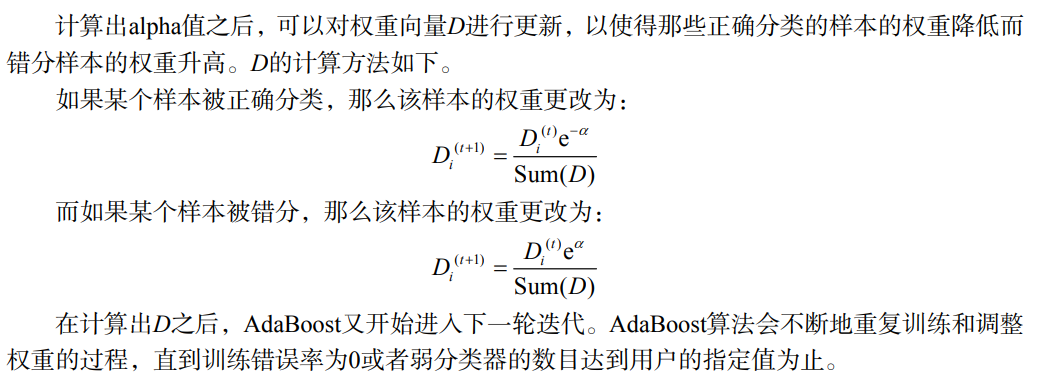 计算出alpha值之后，可以对权重向量D进行更新，以使得那些正确分类的样本的权重降低而
错分样本的权重升高。D的计算方法如下。
如果某个样本被正确分类，那么该样本的权重更改为：
D_i^{(t+1)} = \frac{D_i^{(t)} e^{-α}}{Sum(D)}
而如果某个样本被错分，那么该样本的权重更改为：
D_i^{(t+1)} = \frac{D_i^{(t)} e^{α}}{Sum(D)}
在计算出D之后，AdaBoost又开始进入下一轮迭代。AdaBoost算法会不断地重复训练和调整
权重的过程，直到训练错误率为0或者弱分类器的数目达到用户的指定值为止。